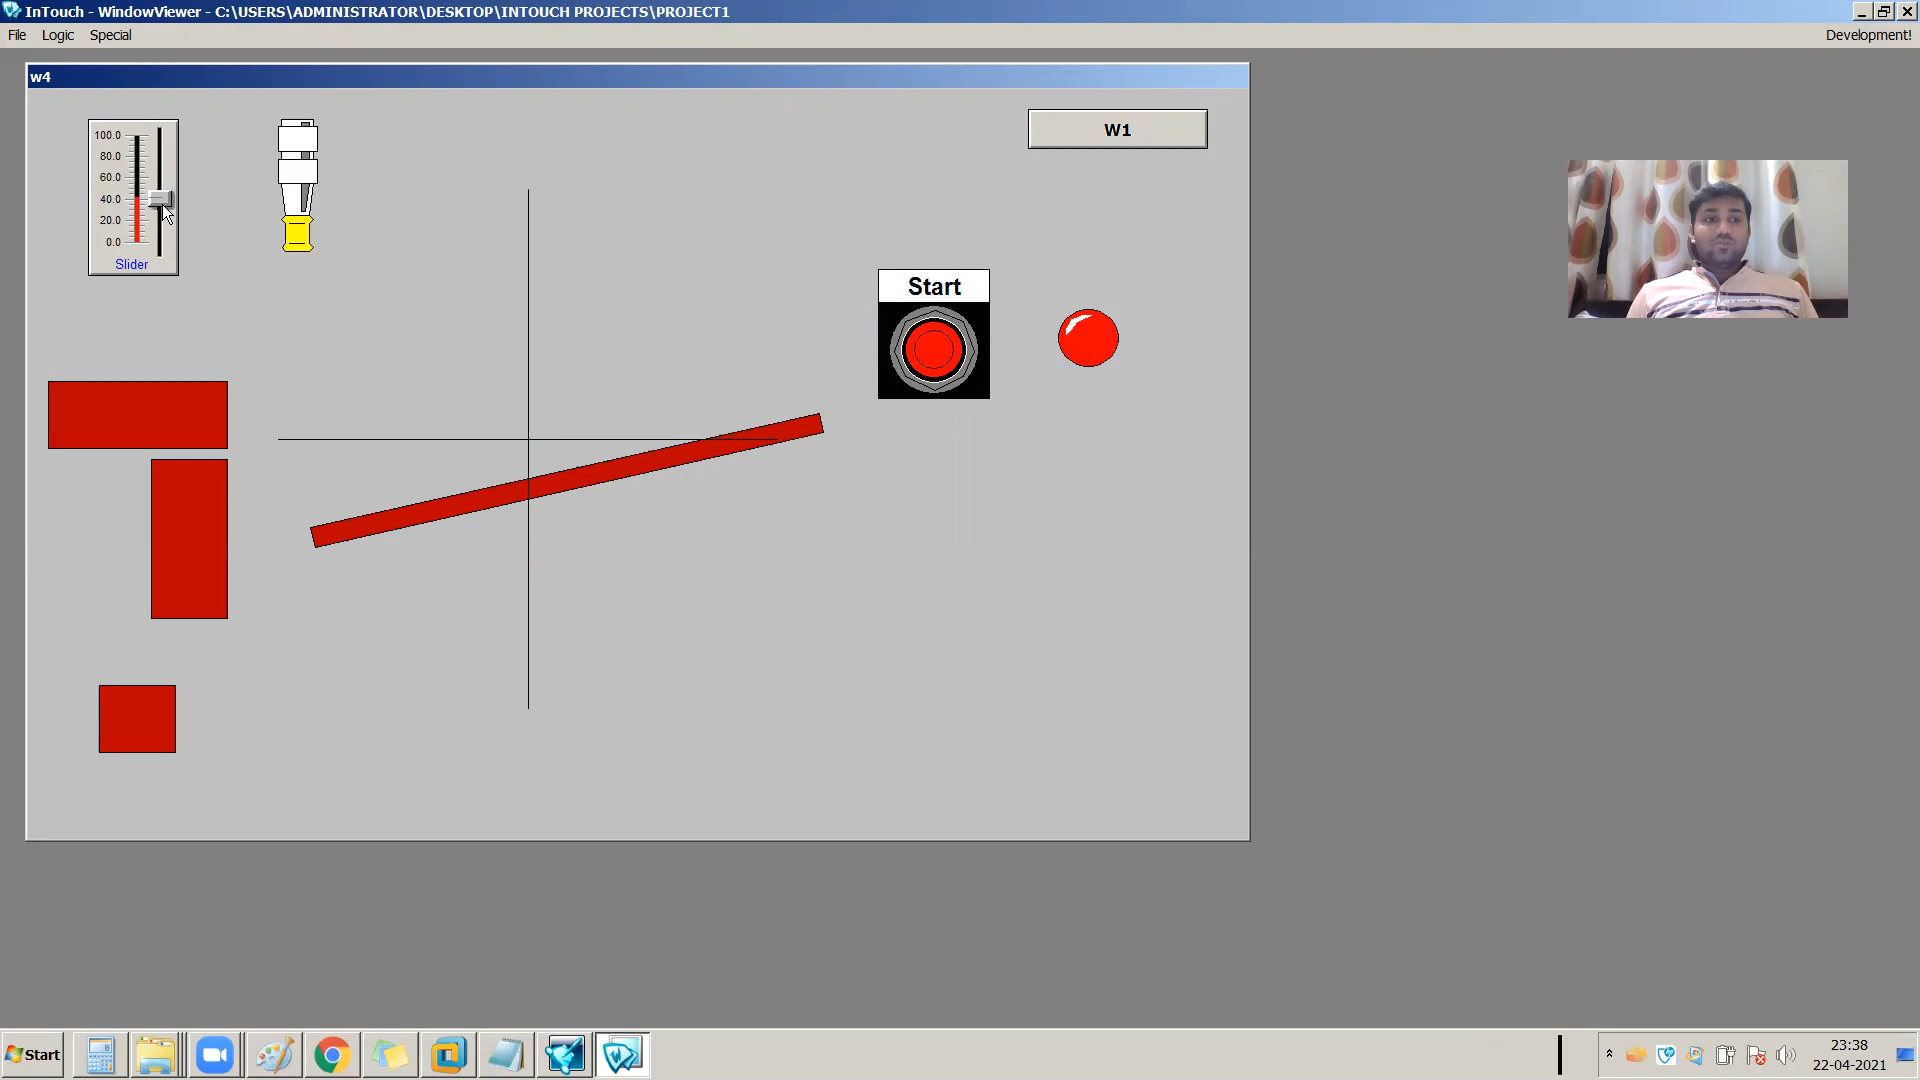 InTouch - WindowViewer - C:\USERS\ADMINISTRATOR\DESKTOP\INTOUCH PROJECTS\PROJECT1
File Logic Special Development!
w4
W1
100.0
80.0
60.0
40.0
20.0
0.0
Slider
Start
Start
23:38
22-04-2021